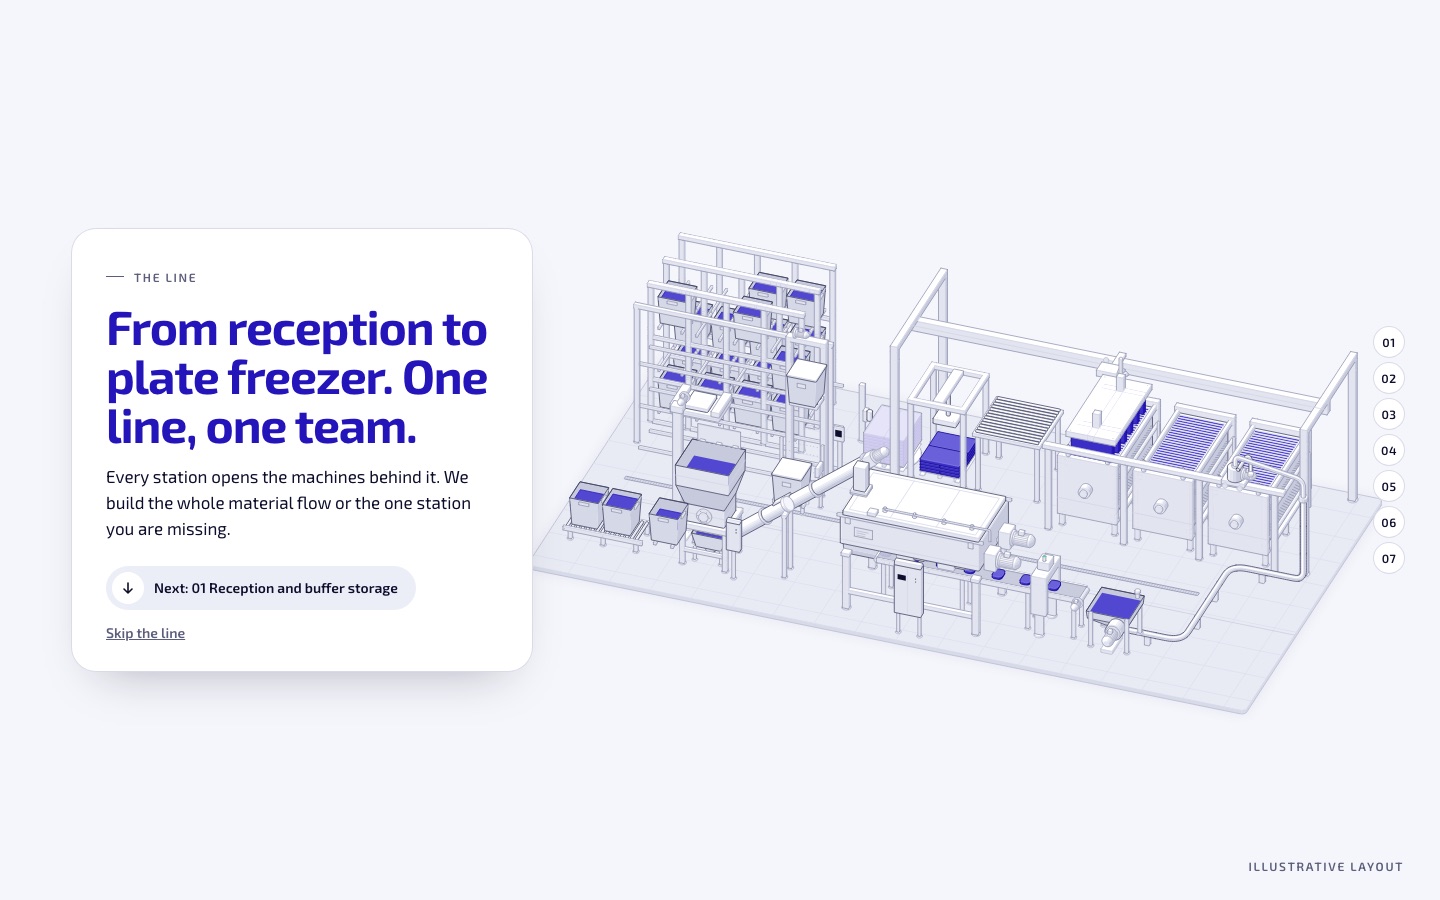 THE LINE
From reception to
plate freezer. One
line, one team.
Every station opens the machines behind it. We
build the whole material flow or the one station
you are missing.
Next: 01 Reception and buffer storage
Skip the line
01
02
03
04
05
06
07
ILLUSTRATIVE LAYOUT